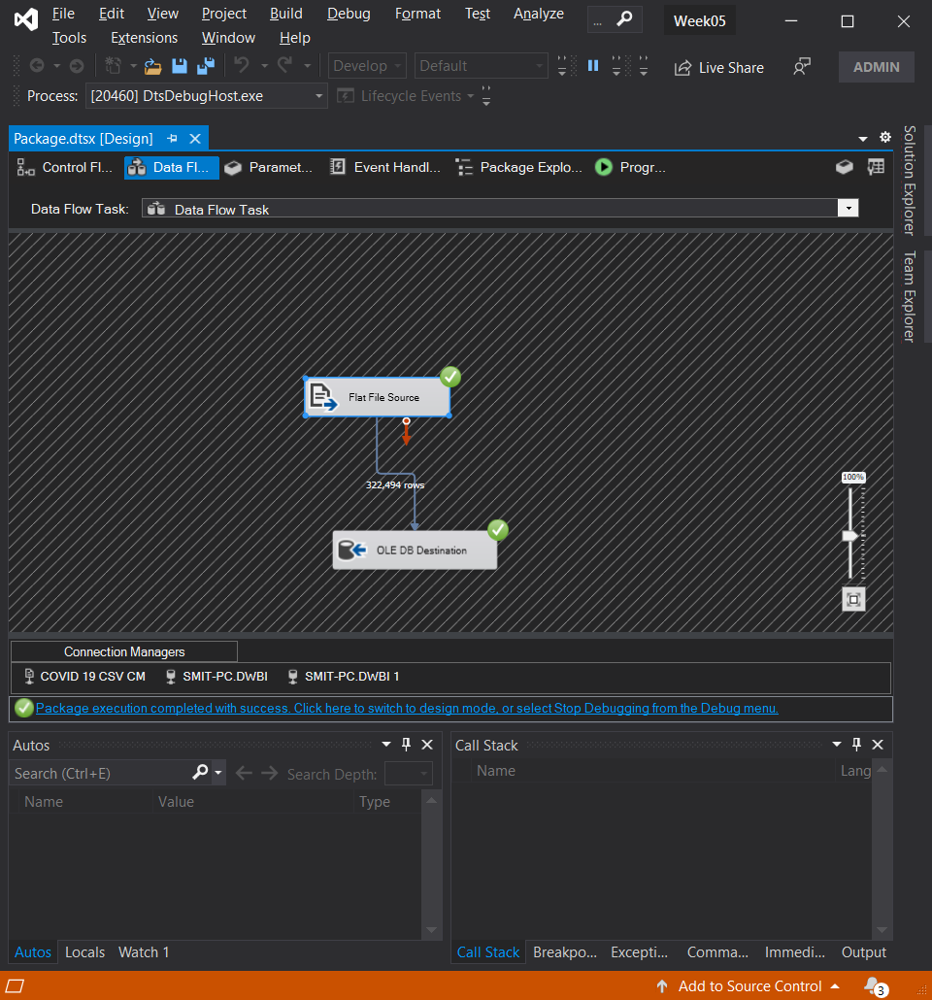 File Edit View Project Build Debug Format Test Analyze ... Week05
Tools Extensions Window Help
Develop Default Live Share ADMIN
Process: [20460] DtsDebugHost.exe Lifecycle Events
Package.dtsx [Design]
Control Fl... Data Fl... Paramet... Event Handl... Package Explo... Progr...
Data Flow Task: Data Flow Task
Solution Explorer
Team Explorer
Flat File Source
322,494 rows
100%
OLE DB Destination
Connection Managers
COVID 19 CSV CM SMIT-PC.DWBI SMIT-PC.DWBI 1
Package execution completed with success. Click here to switch to design mode, or select Stop Debugging from the Debug menu.
Autos
Search (Ctrl+E) Search Depth:
Name Value Type
Autos Locals Watch 1
Call Stack
Name Lang
Call Stack Breakpo... Excepti... Comma... Immedi... Output
Add to Source Control 3